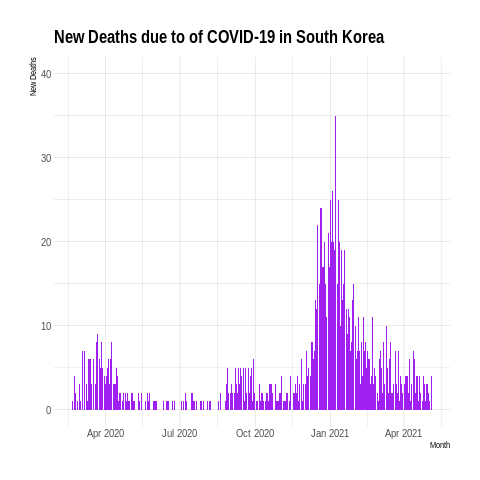 New Deaths due to of COVID-19 in South Korea
New Deaths
40
30
20
10
0
Apr 2020 Jul 2020 Oct 2020 Jan 2021 Apr 2021
Month